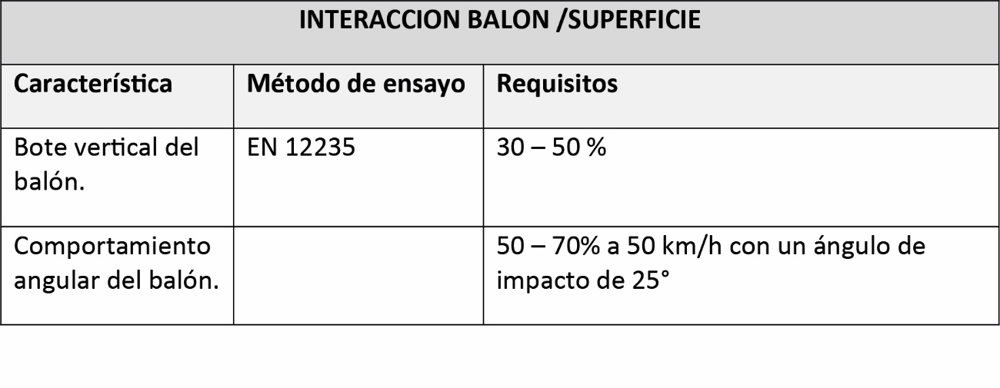 INTERACCION BALON /SUPERFICIE
Característica
Método de ensayo
Requisitos
Bote vertical del
balón.
EN 12235
30 – 50 %
Comportamiento
angular del balón.
50 – 70% a 50 km/h con un ángulo de
impacto de 25°